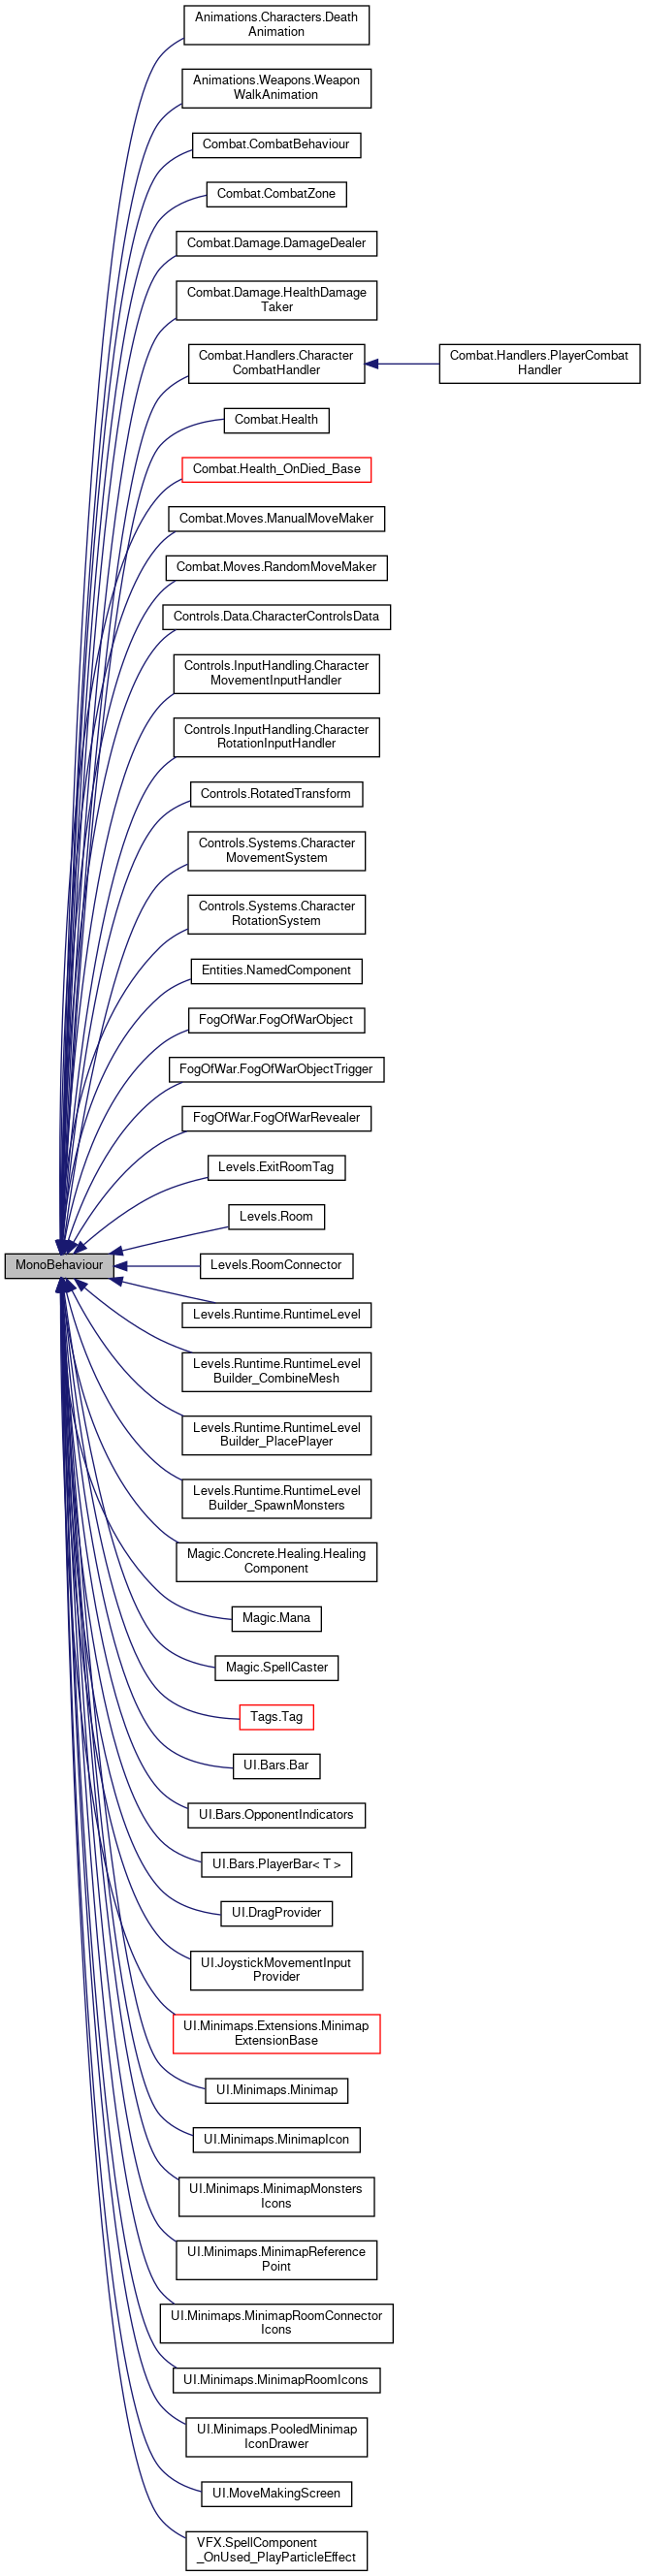 Animations.Characters.Death
Animation
Animations.Weapons.Weapon
WalkAnimation
Combat.CombatBehaviour
Combat.CombatZone
Combat.Damage.DamageDealer
Combat.Damage.HealthDamage
Taker
Combat.Handlers.Character
CombatHandler
Combat.Handlers.PlayerCombat
Handler
Combat.Health
Combat.Health_OnDied_Base
Combat.Moves.ManualMoveMaker
Combat.Moves.RandomMoveMaker
Controls.Data.CharacterControlsData
Controls.InputHandling.Character
MovementInputHandler
Controls.InputHandling.Character
RotationInputHandler
Controls.RotatedTransform
Controls.Systems.Character
MovementSystem
Controls.Systems.Character
RotationSystem
Entities.NamedComponent
FogOfWar.FogOfWarObject
FogOfWar.FogOfWarObjectTrigger
FogOfWar.FogOfWarRevealer
Levels.ExitRoomTag
Levels.Room
MonoBehaviour
Levels.RoomConnector
Levels.Runtime.RuntimeLevel
Levels.Runtime.RuntimeLevel
Builder_CombineMesh
Levels.Runtime.RuntimeLevel
Builder_PlacePlayer
Levels.Runtime.RuntimeLevel
Builder_SpawnMonsters
Magic.Concrete.Healing.Healing
Component
Magic.Mana
Magic.SpellCaster
Tags.Tag
UI.Bars.Bar
UI.Bars.OpponentIndicators
UI.Bars.PlayerBar< T >
UI.DragProvider
UI.JoystickMovementInput
Provider
UI.Minimaps.Extensions.Minimap
ExtensionBase
UI.Minimaps.Minimap
UI.Minimaps.MinimapIcon
UI.Minimaps.MinimapMonsters
Icons
UI.Minimaps.MinimapReference
Point
UI.Minimaps.MinimapRoomConnector
Icons
UI.Minimaps.MinimapRoomIcons
UI.Minimaps.PooledMinimap
IconDrawer
UI.MoveMakingScreen
VFX.SpellComponent
_OnUsed_PlayParticleEffect